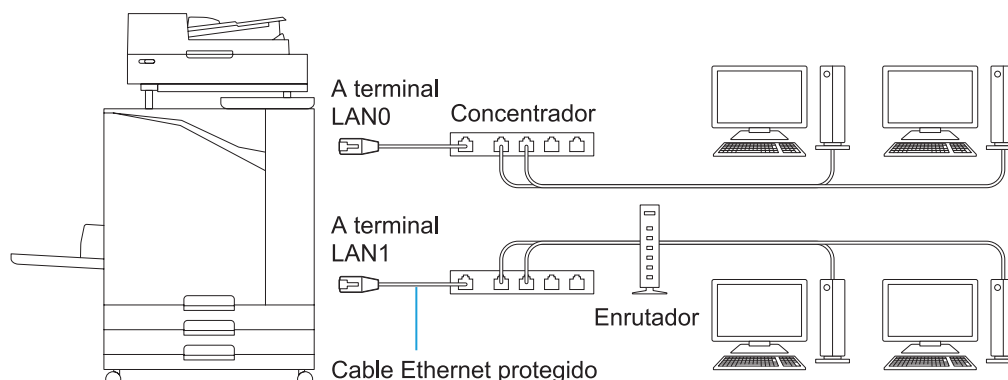 A terminal
LAN0
Concentrador
A terminal
LAN1
Enrutador
Cable Ethernet protegido